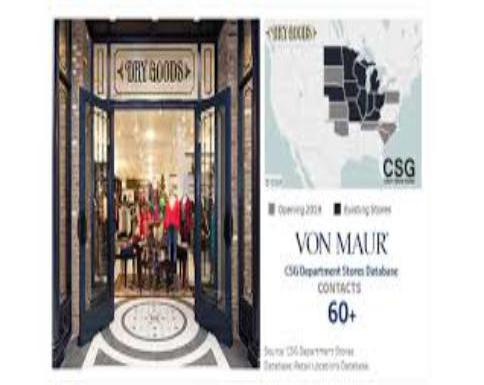 DRY GOODS
DRY GOODS
CSG
Opening 2019
Existing Stores
VON MAUR
CSG Department Stores Database
CONTACTS
60+
Source: CSG Department Stores
Database; Retail Locations Database